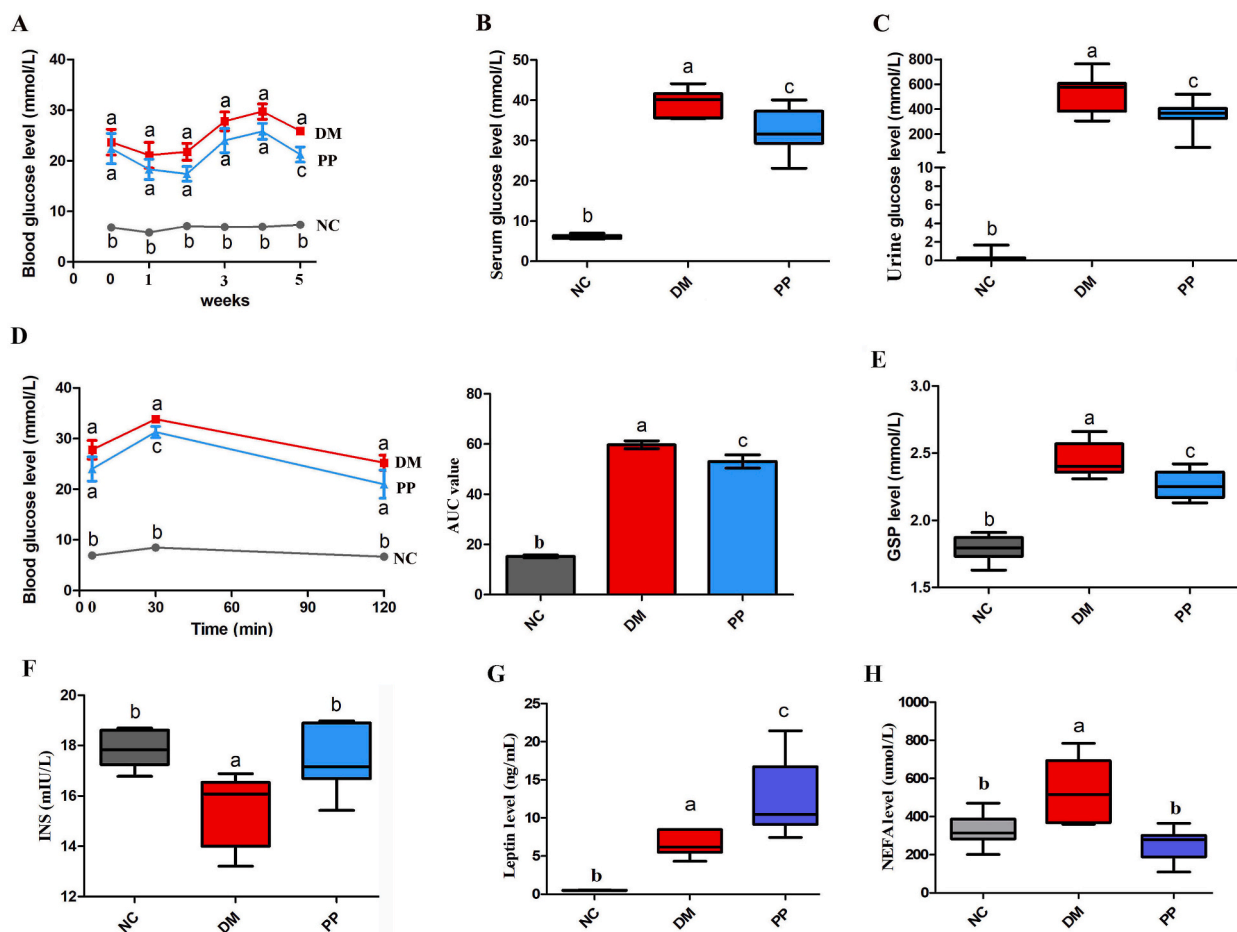 A
Blood glucose level (mmol/L)
40
30
20
10
0
a a a a a a
DM
a a a a a c
PP
NC
b b b b b b
0 0 1 3 5
weeks
B
Serum glucose level (mmol/L)
50
40
30
20
10
0
b a c
NC DM PP
C
Urine glucose level (mmol/L)
800
600
400
200
10
8
6
4
2
0
b a c
NC DM PP
D
Blood glucose level (mmol/L)
40
30
20
10
0
a a a
DM
a c a
PP
b b b
NC
0 0 30 60 90 120
Time (min)
AUC value
80
60
40
20
0
b a c
NC DM PP
E
GSP level (mmol/L)
3.0
2.5
2.0
1.5
b a c
NC DM PP
F
INS (mIU/L)
20
18
16
14
12
b a b
NC DM PP
G
Leptin level (ng/mL)
25
20
15
10
5
0
b a c
NC DM PP
H
NEFA level (umol/L)
1000
800
600
400
200
0
b a b
NC DM PP